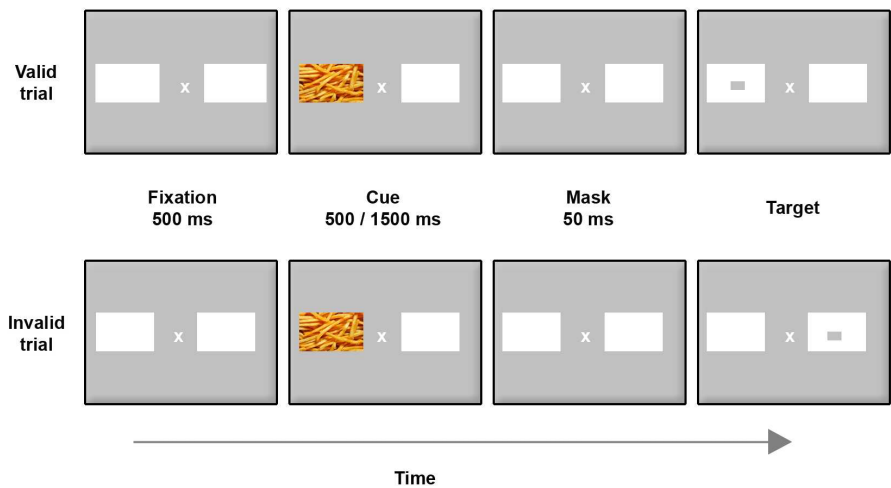 Valid
trial
x
x
x
x
Fixation
500 ms
Cue
500 / 1500 ms
Mask
50 ms
Target
Invalid
trial
x
x
x
x
Time